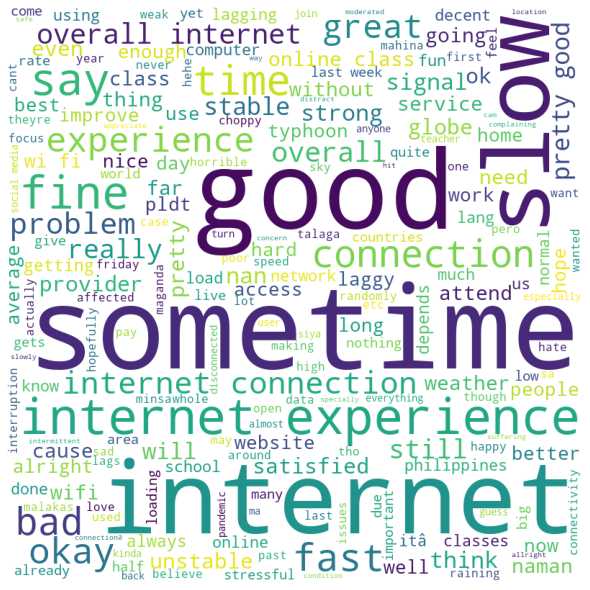 come using weak yet lagging join great going safe moderated mahina location
overall internet computer online class fun first feel
theyre even enough last week decent
rate year never hehe signal ok
say time class without
cant best thing use stable strong service slow pretty good
improve choppy
focus experience typhoon globe home
wi fi nice day horrible overall quite
social media appreciate world sky need one want
fine far pldt good work
problem give turn talaga countries lang pero
really hard connection normal wanted
average getting case friday poor speed nan network laggy much us hope
provider pretty load access attend
actually affected maganda live lot randomly etc long depends nothing hate especially
gets pay
slowly hopefully sometime
disconnected user siya making
internet connection high weather low sa
know minsawhole open data though people
interruption specially everything
internet experience
intermittent area almost suffering happy
cause sad may will website still better
lags tho
alright school around satisfied philippines
done wifi loading many due important issues big connectivity
malakas love pandemic ma last
bad used internet itâ classes now
connectionâ always online guess
okay kinda unstable past fast well think naman
already half back believe stressful condition raining allright
way distract anyone hit concern teacher cam complaining